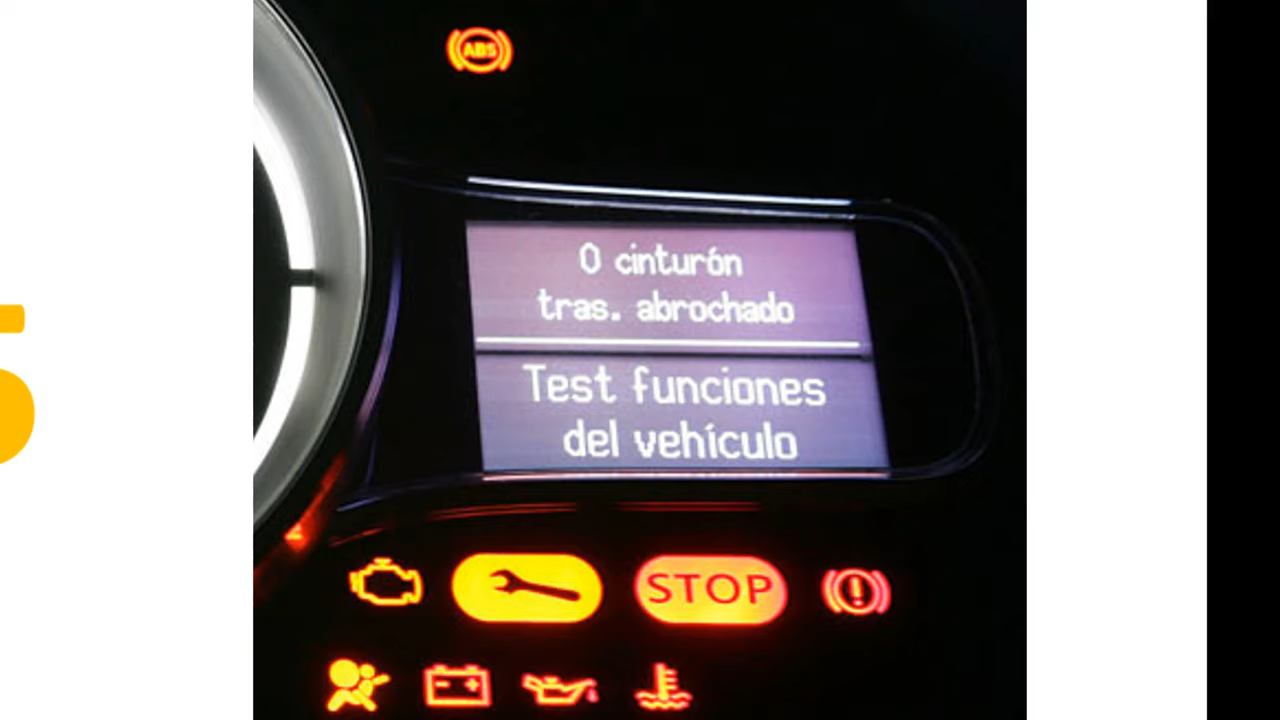 ABS
0 cinturón
tras. abrochado
Test funciones
del vehículo
STOP